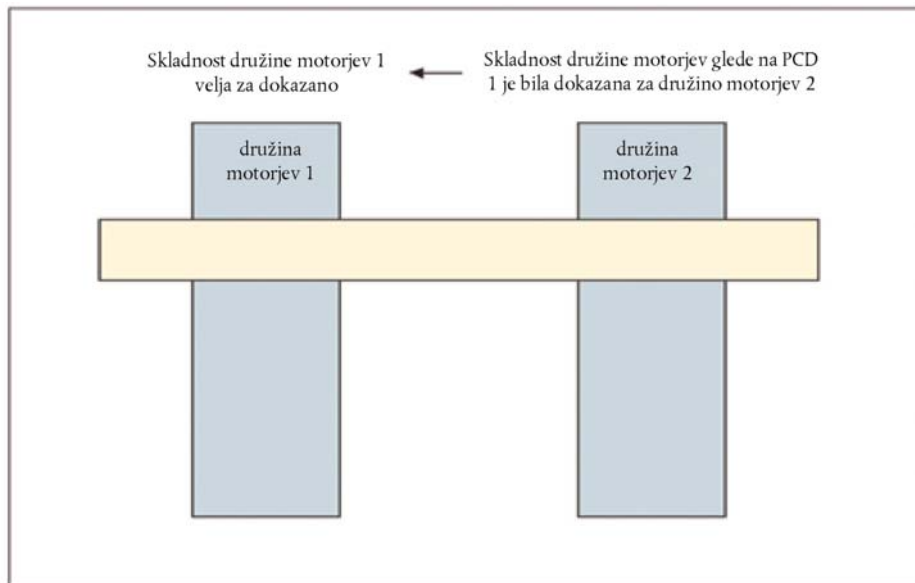 Skladnost družine motorjev 1
velja za dokazano
Skladnost družine motorjev glede na PCD
1 je bila dokazana za družino motorjev 2
družina
motorjev 1
družina
motorjev 2